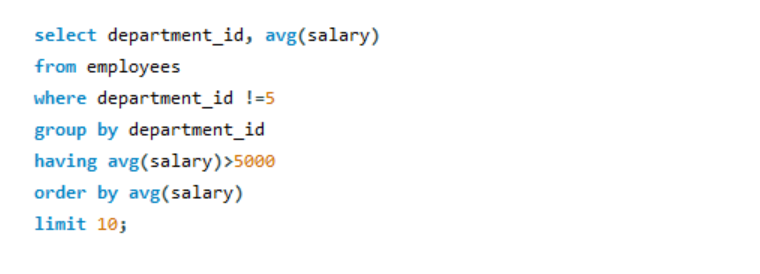 select department_id, avg(salary)
from employees
where department_id !=5
group by department_id
having avg(salary)>5000
order by avg(salary)
limit 10;